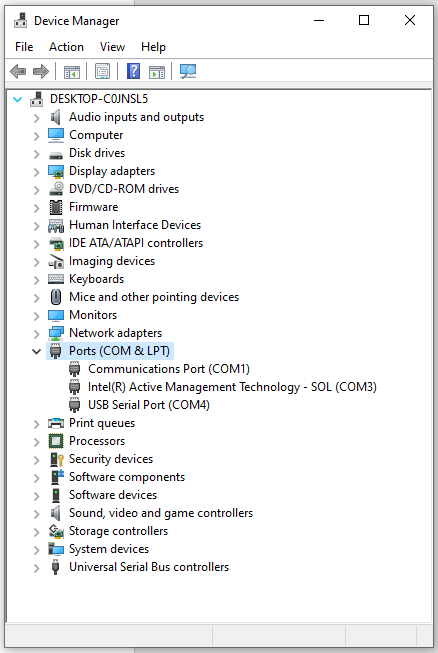 Device Manager
File Action View Help
DESKTOP-C0JNSL5
Audio inputs and outputs
Computer
Disk drives
Display adapters
DVD/CD-ROM drives
Firmware
Human Interface Devices
IDE ATA/ATAPI controllers
Imaging devices
Keyboards
Mice and other pointing devices
Monitors
Network adapters
Ports (COM & LPT)
Communications Port (COM1)
Intel(R) Active Management Technology - SOL (COM3)
USB Serial Port (COM4)
Print queues
Processors
Security devices
Software components
Software devices
Sound, video and game controllers
Storage controllers
System devices
Universal Serial Bus controllers